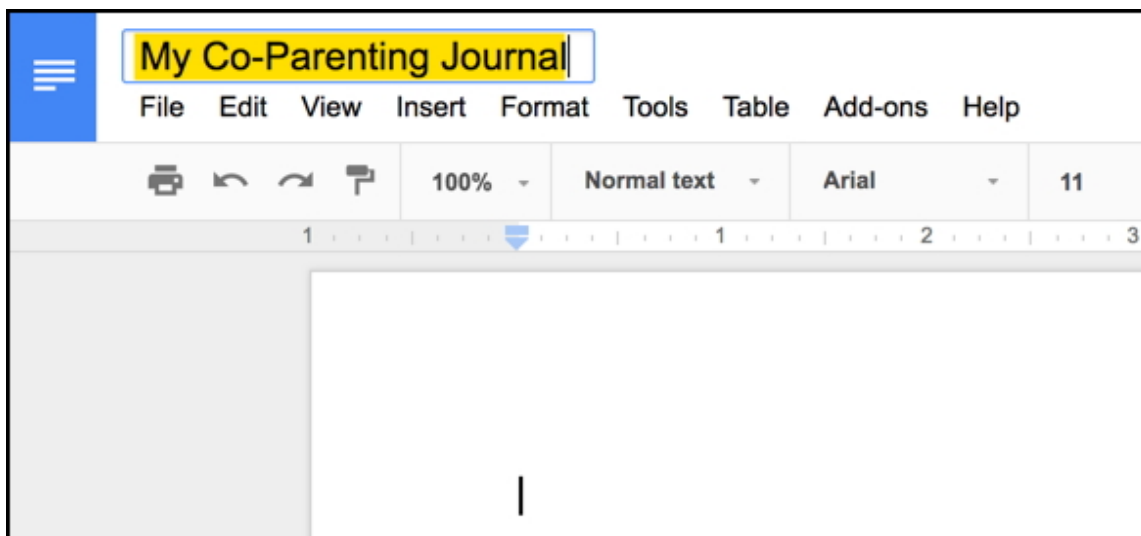 My Co-Parenting Journal
File Edit View Insert Format Tools Table Add-ons Help
100% Normal text Arial 11
1 1 2 3